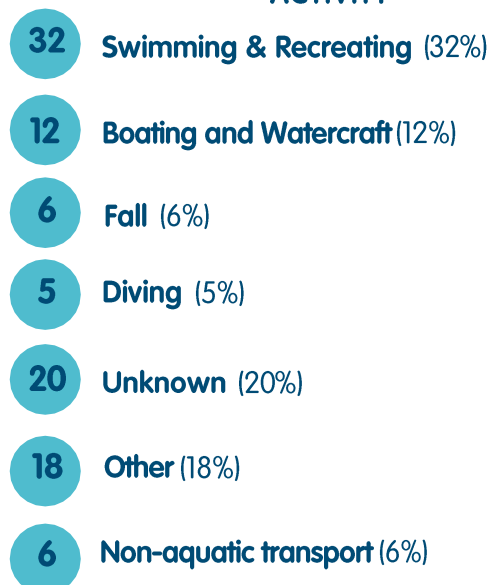 ACTIVITY
32 Swimming & Recreating (32%)
12 Boating and Watercraft (12%)
6 Fall (6%)
5 Diving (5%)
20 Unknown (20%)
18 Other (18%)
6 Non-aquatic transport (6%)